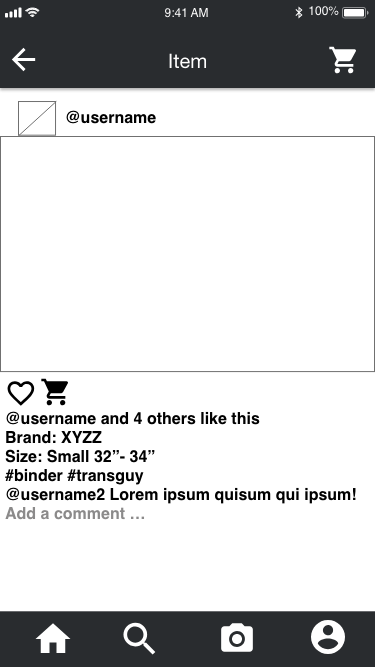 9:41 AM
100%
Item
@username
@username and 4 others like this
Brand: XYZZ
Size: Small 32”- 34”
#binder #transguy
@username2 Lorem ipsum quisum qui ipsum!
Add a comment …